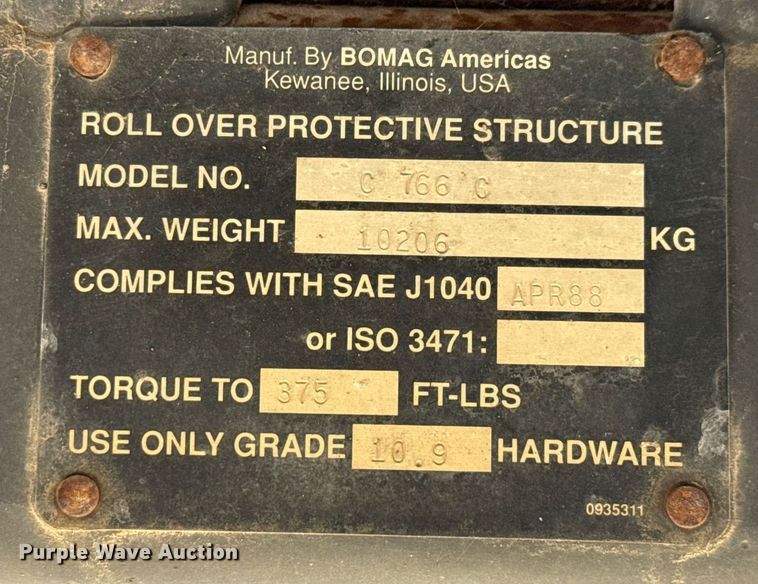 Manuf. By BOMAG Americas
Kewanee, Illinois, USA
ROLL OVER PROTECTIVE STRUCTURE
MODEL NO. C 766 C
MAX. WEIGHT 10206 KG
COMPLIES WITH SAE J1040 APR88
or ISO 3471:
TORQUE TO 375 FT-LBS
USE ONLY GRADE 10.9 HARDWARE
0935311
Purple Wave Auction